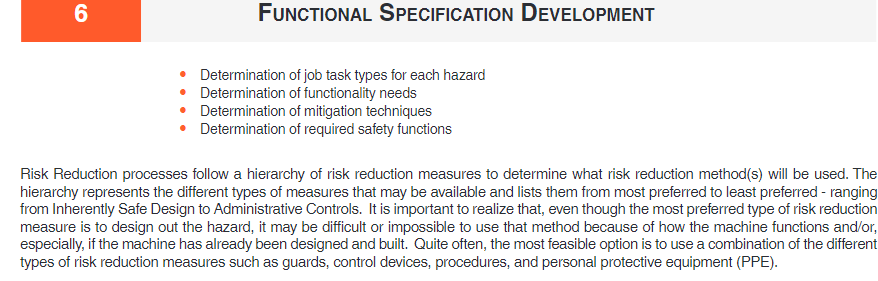 6
FUNCTIONAL SPECIFICATION DEVELOPMENT
• Determination of job task types for each hazard
• Determination of functionality needs
• Determination of mitigation techniques
• Determination of required safety functions
Risk Reduction processes follow a hierarchy of risk reduction measures to determine what risk reduction method(s) will be used. The
hierarchy represents the different types of measures that may be available and lists them from most preferred to least preferred - ranging
from Inherently Safe Design to Administrative Controls. It is important to realize that, even though the most preferred type of risk reduction
measure is to design out the hazard, it may be difficult or impossible to use that method because of how the machine functions and/or,
especially, if the machine has already been designed and built. Quite often, the most feasible option is to use a combination of the different
types of risk reduction measures such as guards, control devices, procedures, and personal protective equipment (PPE).